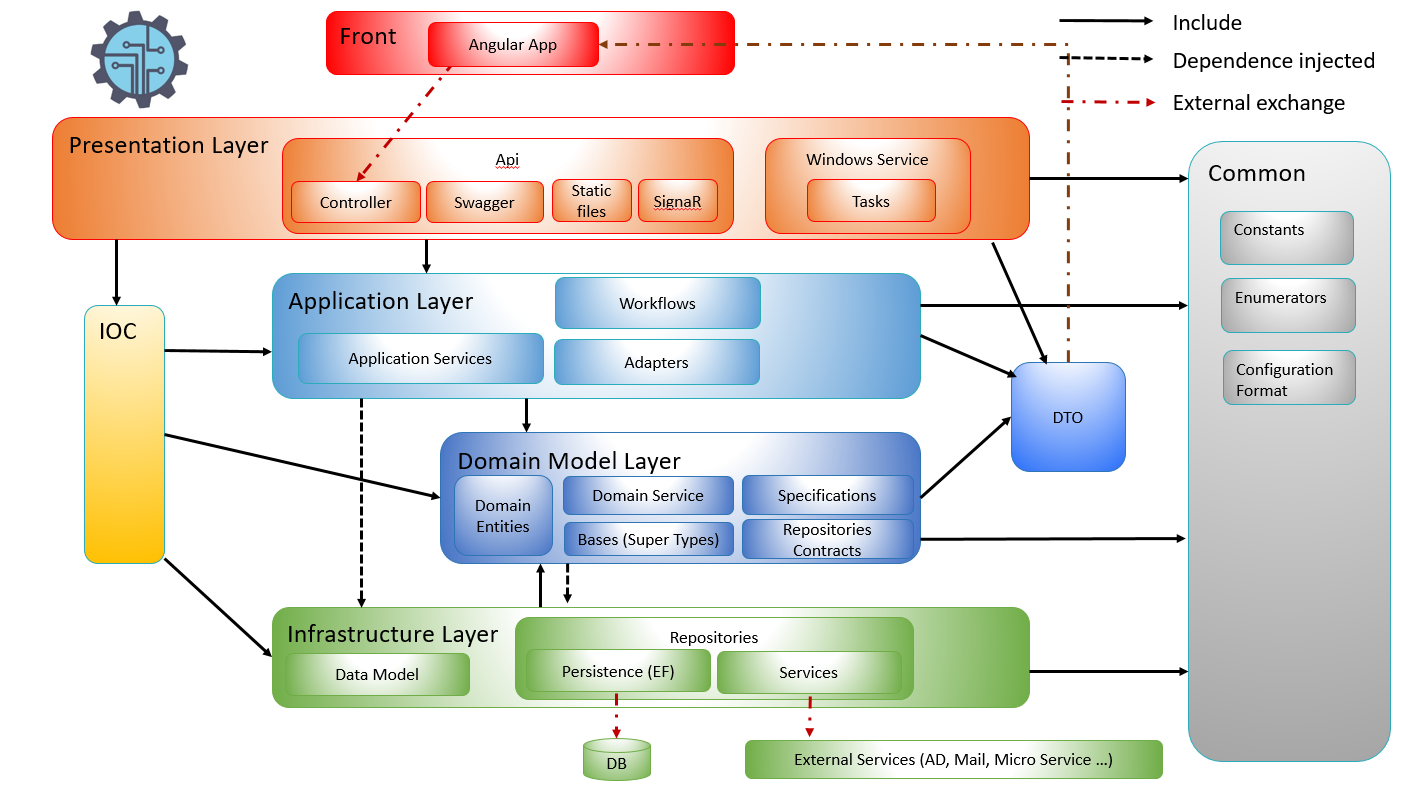 Front
Angular App
Include
Dependence injected
External exchange
Presentation Layer
Api
Controller
Swagger
Static
files
SignaR
Windows Service
Tasks
Common
Constants
Enumerators
Configuration
Format
IOC
Application Layer
Workflows
Application Services
Adapters
DTO
Domain Model Layer
Domain
Entities
Domain Service
Specifications
Bases (Super Types)
Repositories
Contracts
Infrastructure Layer
Data Model
Repositories
Persistence (EF)
Services
DB
External Services (AD, Mail, Micro Service ...)